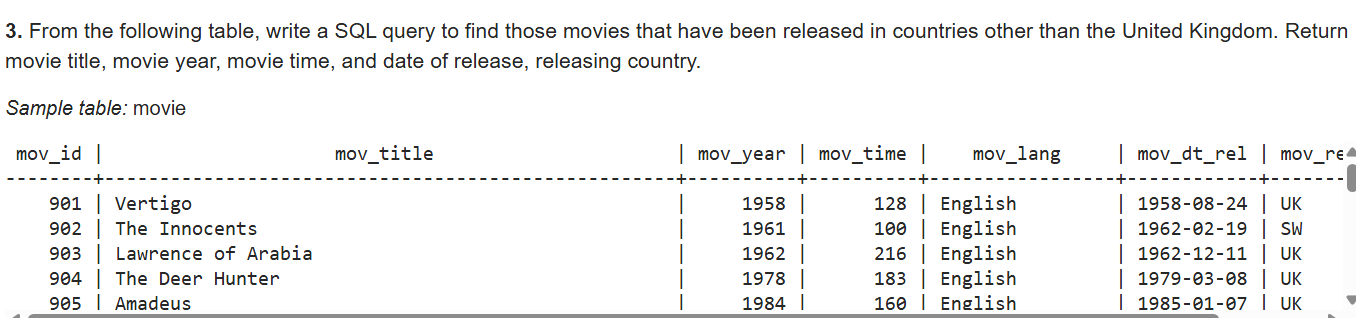 3. From the following table, write a SQL query to find those movies that have been released in countries other than the United Kingdom. Return
movie title, movie year, movie time, and date of release, releasing country.
Sample table: movie
mov_id | mov_title | mov_year | mov_time | mov_lang | mov_dt_rel | mov_re
--------+----------------------------------------------------+----------+----------+-----------------+------------+-------
901 | Vertigo | 1958 | 128 | English | 1958-08-24 | UK
902 | The Innocents | 1961 | 100 | English | 1962-02-19 | SW
903 | Lawrence of Arabia | 1962 | 216 | English | 1962-12-11 | UK
904 | The Deer Hunter | 1978 | 183 | English | 1979-03-08 | UK
905 | Amadeus | 1984 | 160 | English | 1985-01-07 | UK